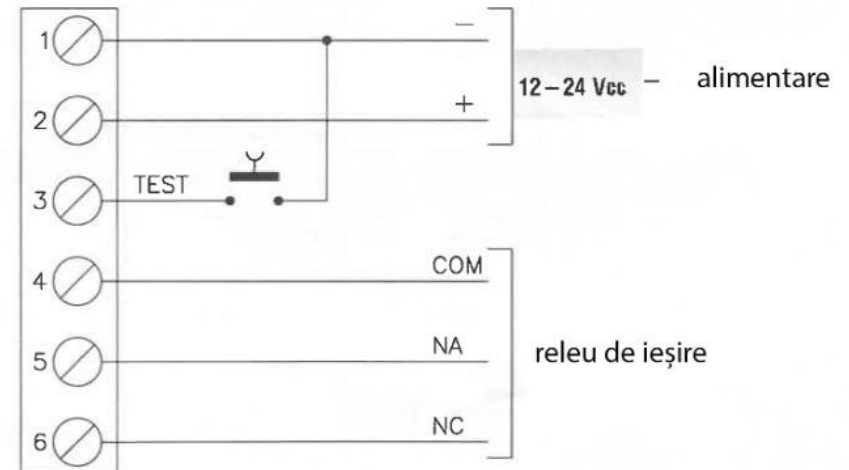 1 −
12 – 24 Vcc – alimentare
2 +
3 TEST
4 COM
5 NA releu de ieșire
6 NC